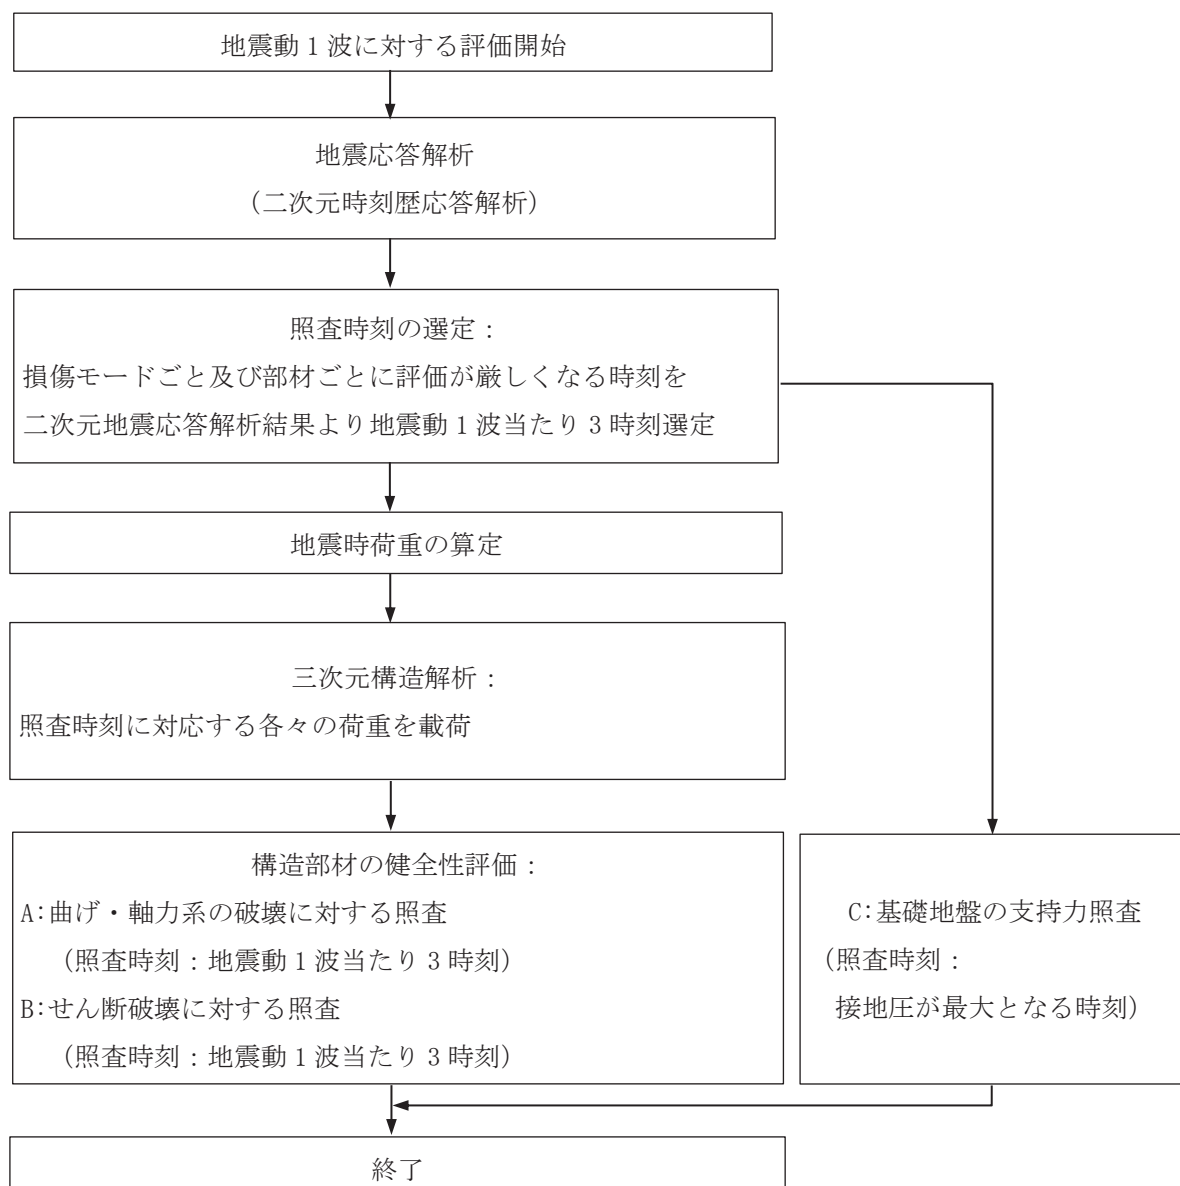 地震動1波に対する評価開始
地震応答解析
(二次元時刻歴応答解析)
照査時刻の選定：
損傷モードごと及び部材ごとに評価が厳しくなる時刻を
二次元地震応答解析結果より地震動1波当たり3時刻選定
地震時荷重の算定
三次元構造解析：
照査時刻に対応する各々の荷重を載荷
構造部材の健全性評価：
A:曲げ・軸力系の破壊に対する照査
(照査時刻：地震動1波当たり3時刻)
B:せん断破壊に対する照査
(照査時刻：地震動1波当たり3時刻)
C:基礎地盤の支持力照査
(照査時刻：
接地圧が最大となる時刻)
終了